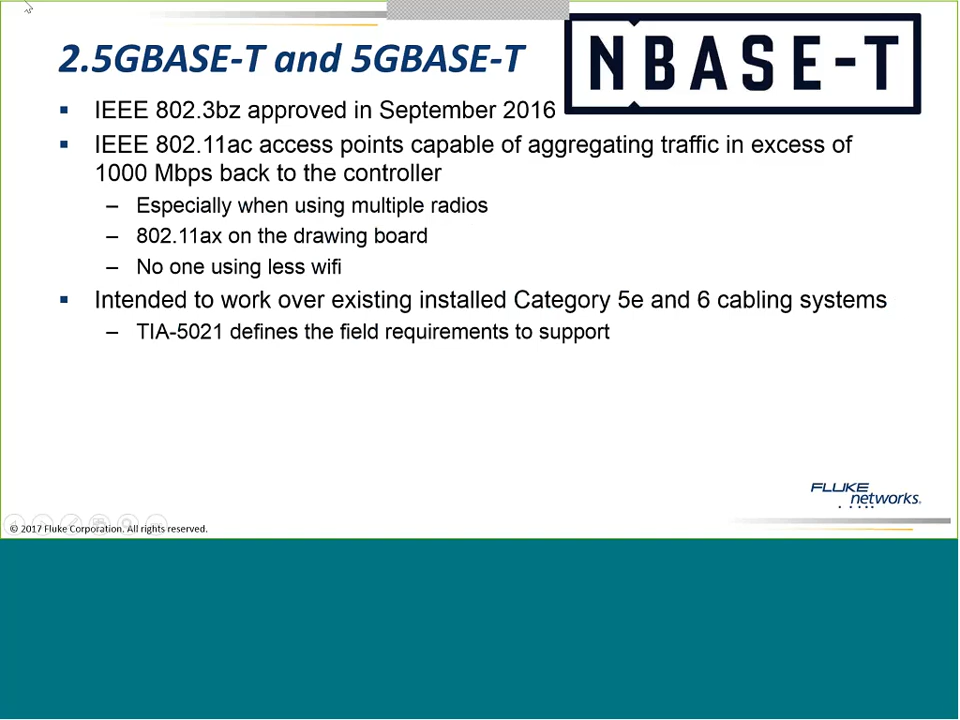 2.5GBASE-T and 5GBASE-T
NBASE-T
▪ IEEE 802.3bz approved in September 2016
▪ IEEE 802.11ac access points capable of aggregating traffic in excess of
1000 Mbps back to the controller
– Especially when using multiple radios
– 802.11ax on the drawing board
– No one using less wifi
▪ Intended to work over existing installed Category 5e and 6 cabling systems
– TIA-5021 defines the field requirements to support
FLUKE
networks.
© 2017 Fluke Corporation. All rights reserved.